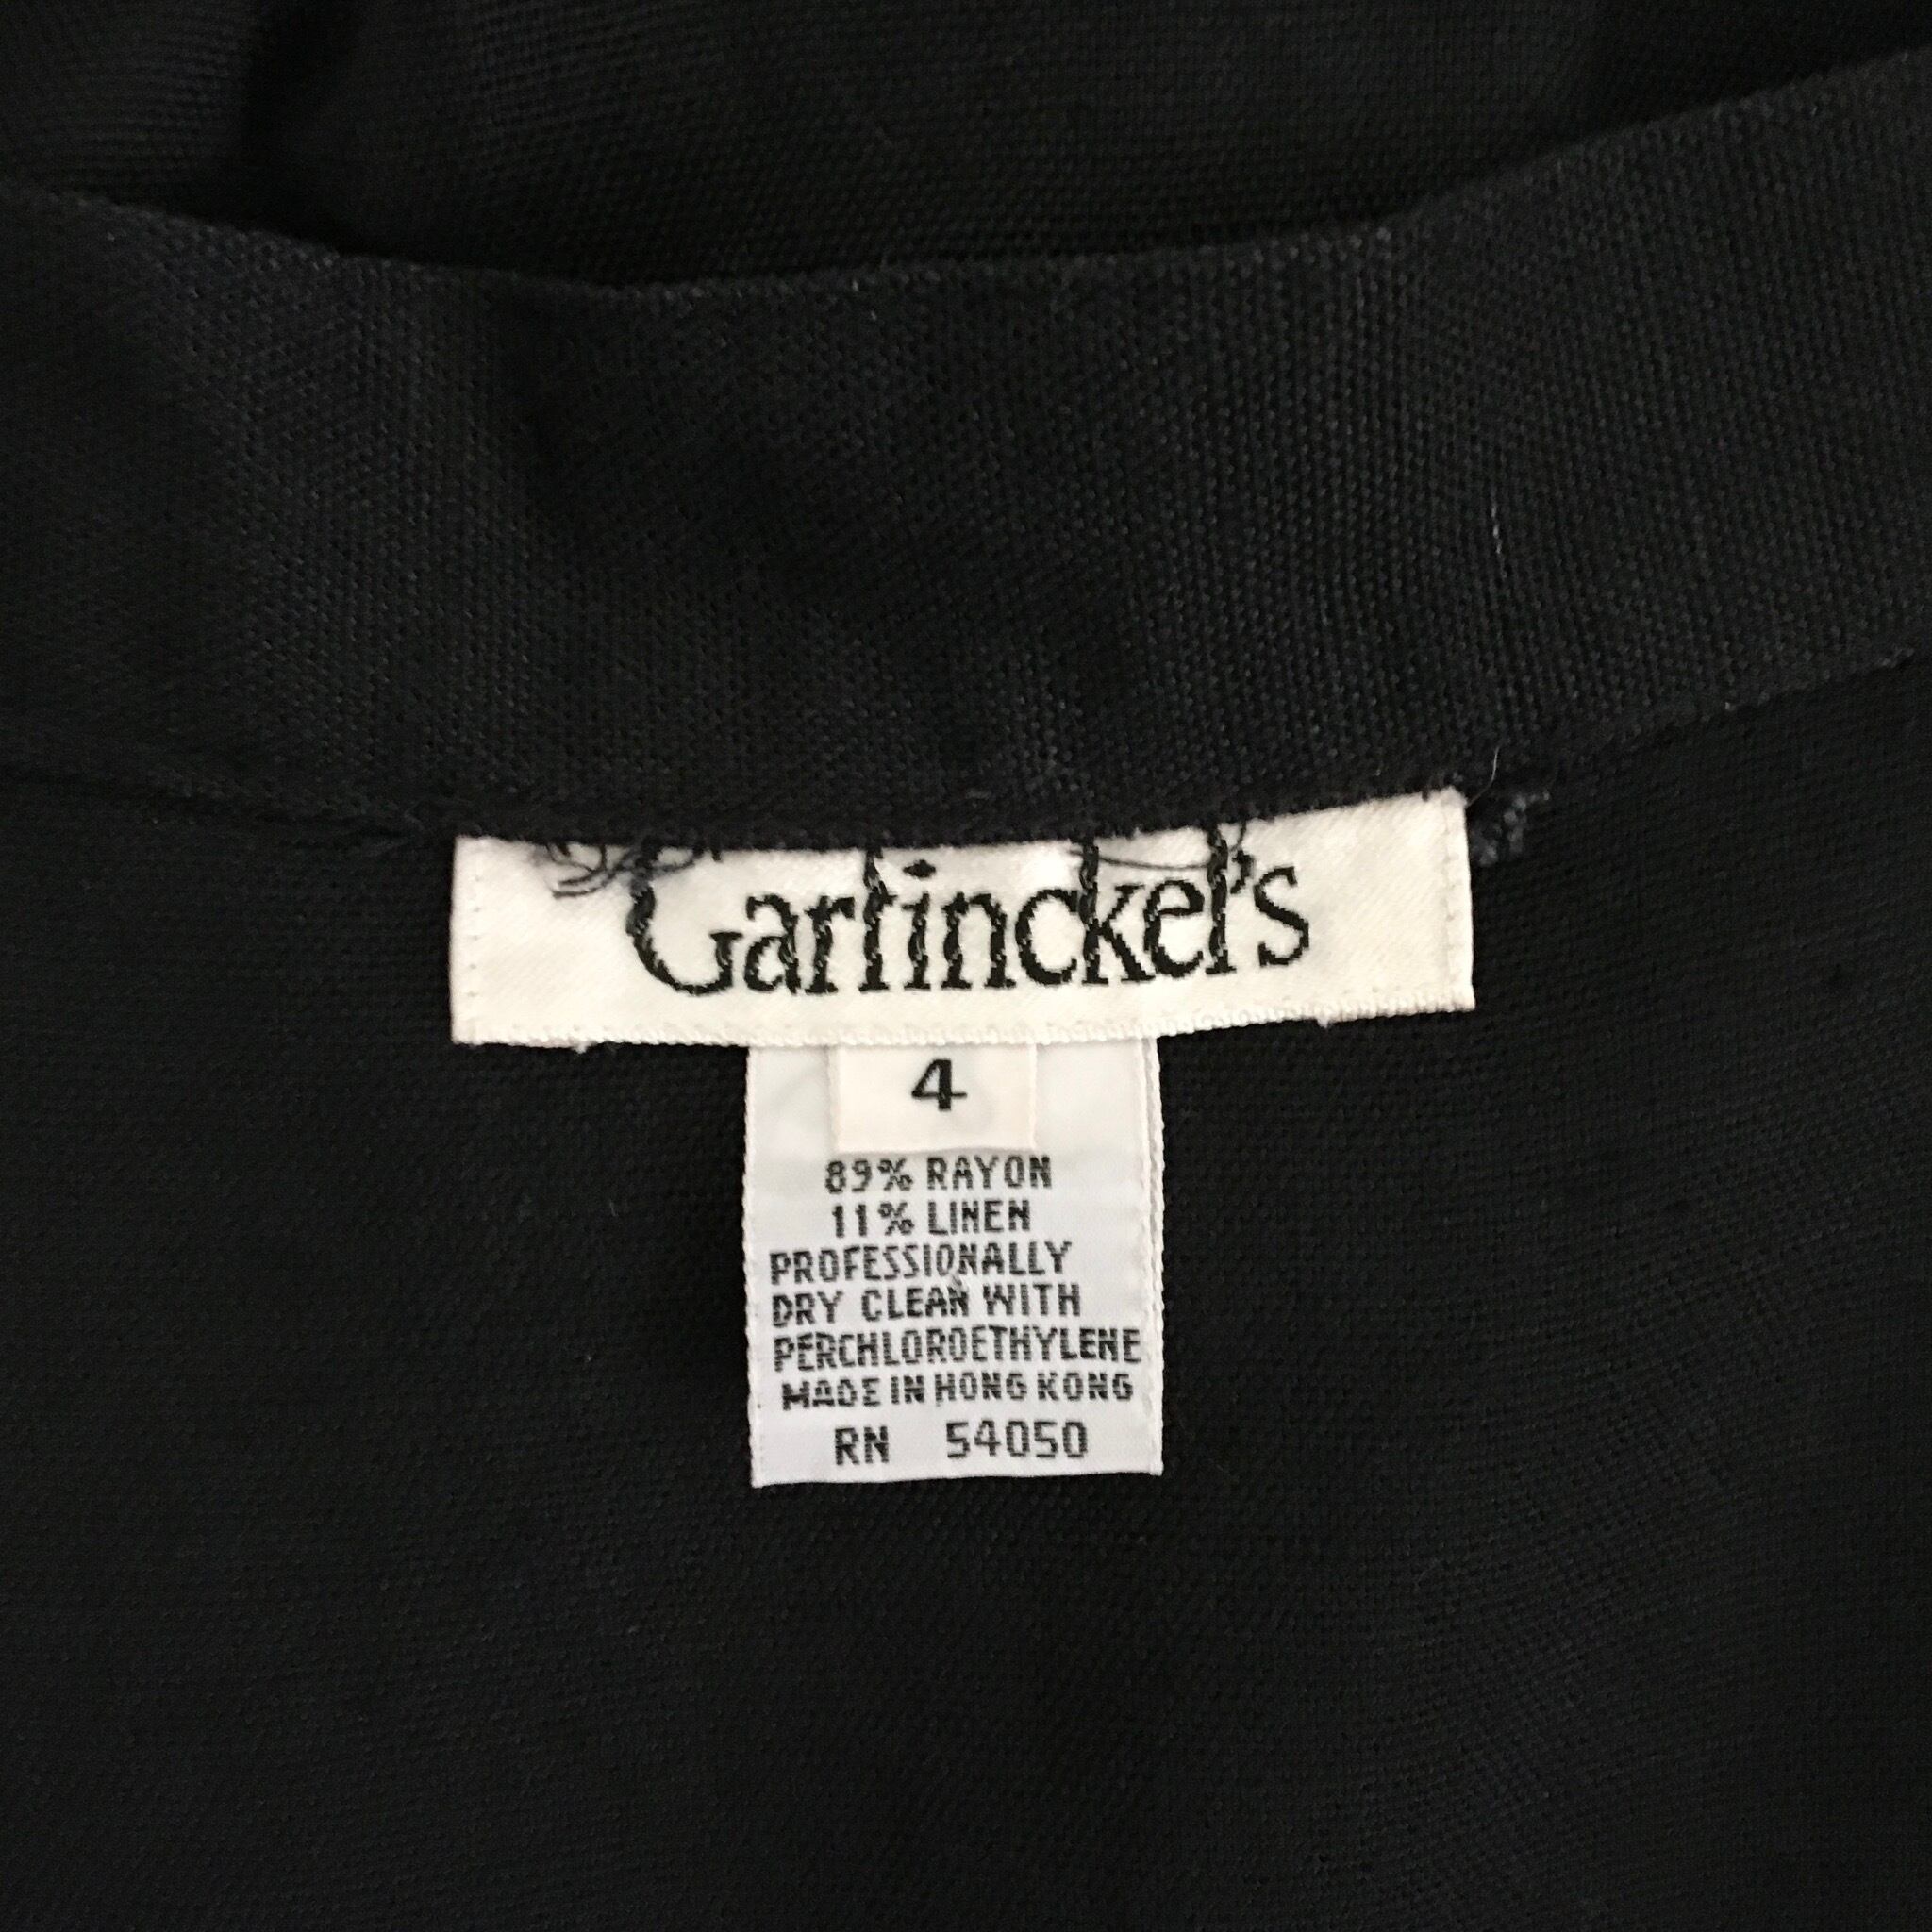 Garfinckel's
4
89% RAYON
11% LINEN
PROFESSIONALLY
DRY CLEAN WITH
PERCHLOROETHYLENE
MADE IN HONG KONG
RN 54050